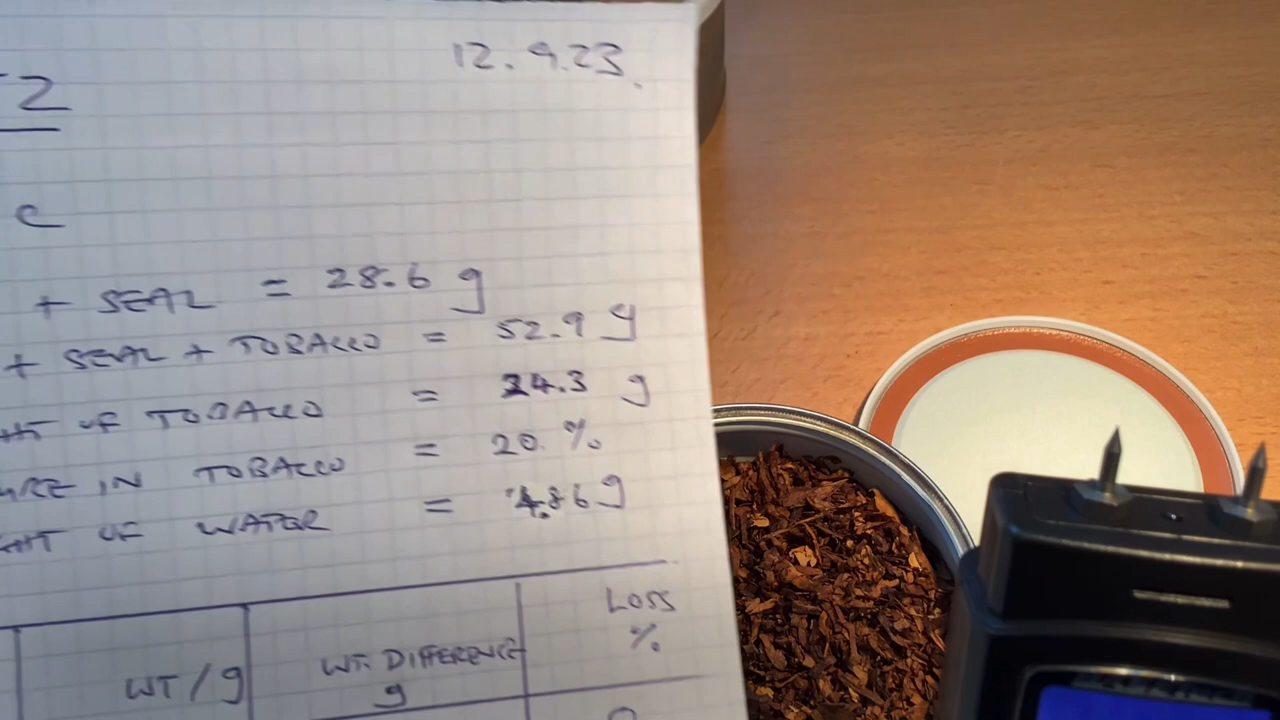 12.9.23.
2
C
+ SEAL = 28.6 g
+ SEAL + TOBACCO = 52.9 g
OF TOBACCO = 24.3 g
IN TOBACCO = 20 %
OF WATER = 4.86 g
LOSS
%
WT / g
WT. DIFFERENCE
g